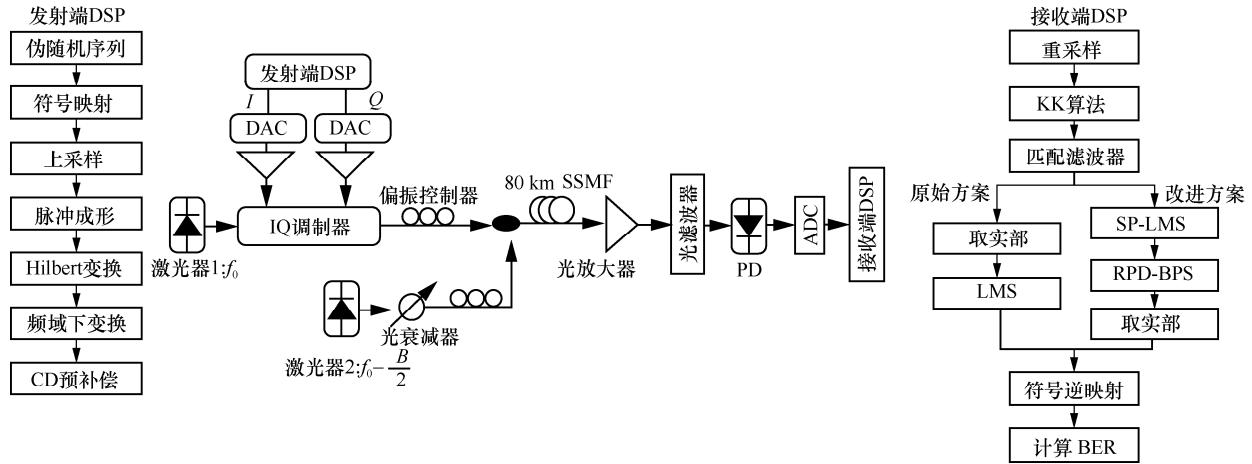 发射端DSP
伪随机序列
符号映射
上采样
脉冲成形
Hilbert变换
频域下变换
CD预补偿
发射端DSP
I
Q
DAC
DAC
激光器1:f₀
IQ调制器
偏振控制器
80 km SSMF
光放大器
光滤波器
PD
ADC
接收端DSP
光衰减器
激光器2:f₀−B/2
接收端DSP
重采样
KK算法
匹配滤波器
原始方案
改进方案
取实部
LMS
SP-LMS
RPD-BPS
取实部
符号逆映射
计算 BER